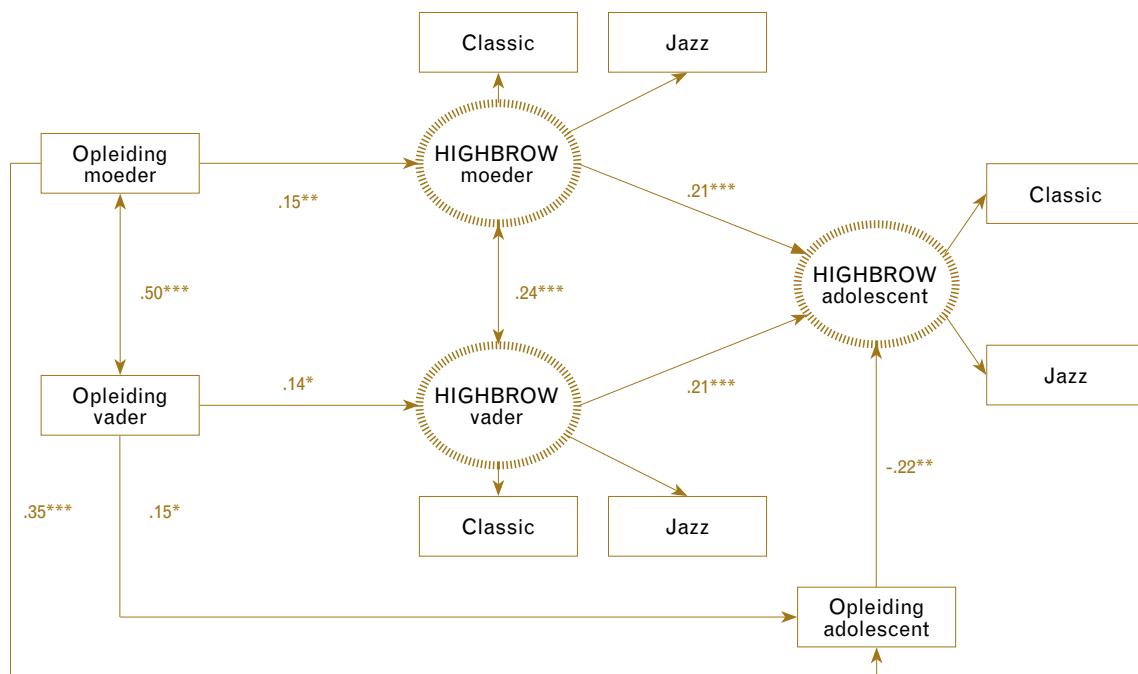 Classic
Jazz
Opleiding
moeder
HIGHBROW
moeder
.15**
.21***
Classic
HIGHBROW
adolescent
.50***
.24***
Opleiding
vader
.14*
HIGHBROW
vader
.21***
Jazz
-.22**
.35***
.15*
Classic
Jazz
Opleiding
adolescent